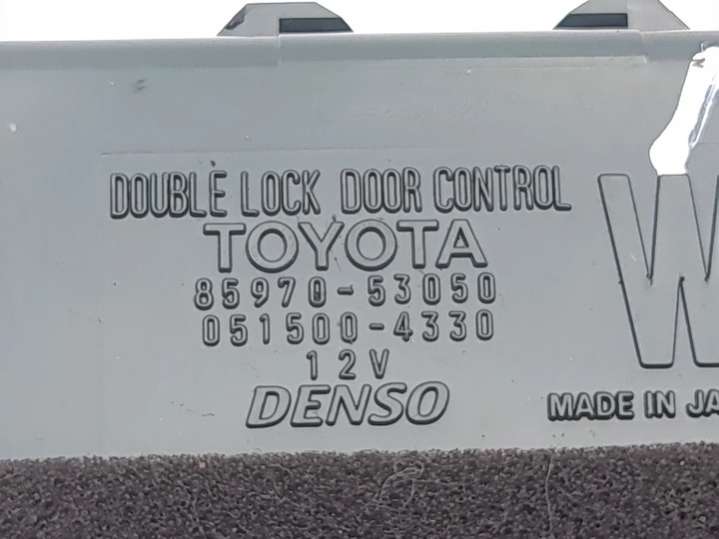 DOUBLE LOCK DOOR CONTROL
TOYOTA
85970-53050
051500-4330
12V
DENSO
W
MADE IN JA